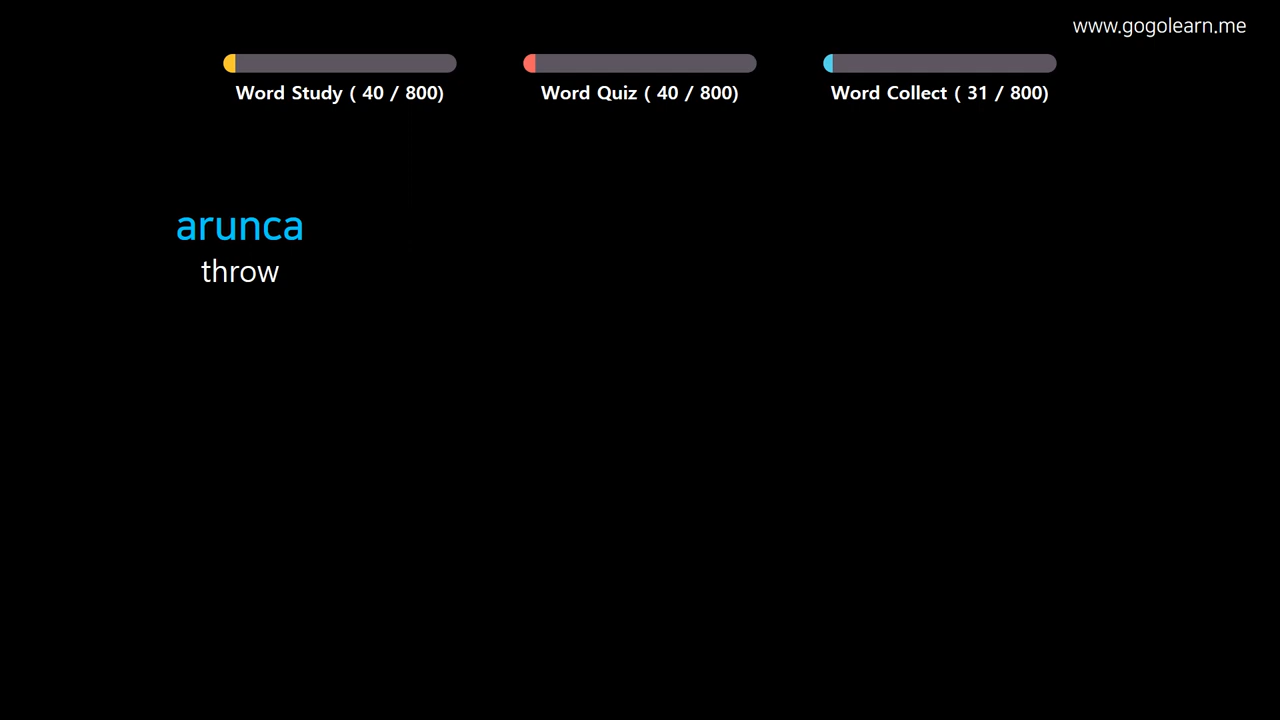 www.gogolearn.me
Word Study ( 40 / 800)
Word Quiz ( 40 / 800)
Word Collect ( 31 / 800)
arunca
throw